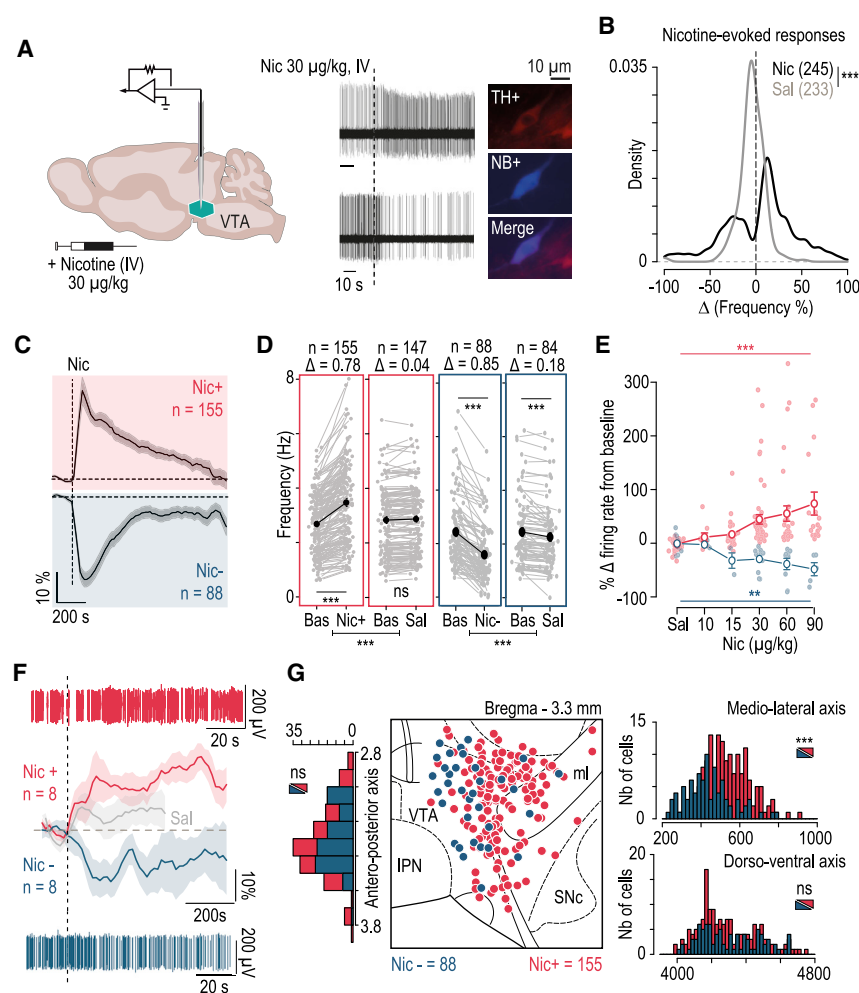 A
Nic 30 µg/kg, IV
10 µm
TH+
NB+
Merge
VTA
+ Nicotine (IV)
30 µg/kg
10 s
B
Nicotine-evoked responses
0.035
Nic (245)
Sal (233)
***
Density
0
-100 -50 0 50 100
Δ (Frequency %)
C
Nic
Nic+
n = 155
Nic-
n = 88
10 %
200 s
D
n = 155 n = 147 n = 88 n = 84
Δ = 0.78 Δ = 0.04 Δ = 0.85 Δ = 0.18
8
Frequency (Hz)
0
*** ns *** ***
Bas Nic+ Bas Sal Bas Nic- Bas Sal
*** ***
E
***
300
200
100
0
-100
% Δ firing rate from baseline
**
Sal 10 15 30 60 90
Nic (µg/kg)
F
200 µV
20 s
Nic +
n = 8
Sal
Nic -
n = 8
10%
200s
200 µV
20 s
G
35 0
ns
2.8
Antero-posterior axis
3.8
Bregma - 3.3 mm
ml
VTA
IPN
SNc
Nic - = 88 Nic+ = 155
Medio-lateral axis
15
***
Nb of cells
0
200 600 1000
Dorso-ventral axis
20
ns
Nb of cells
0
4000 4800